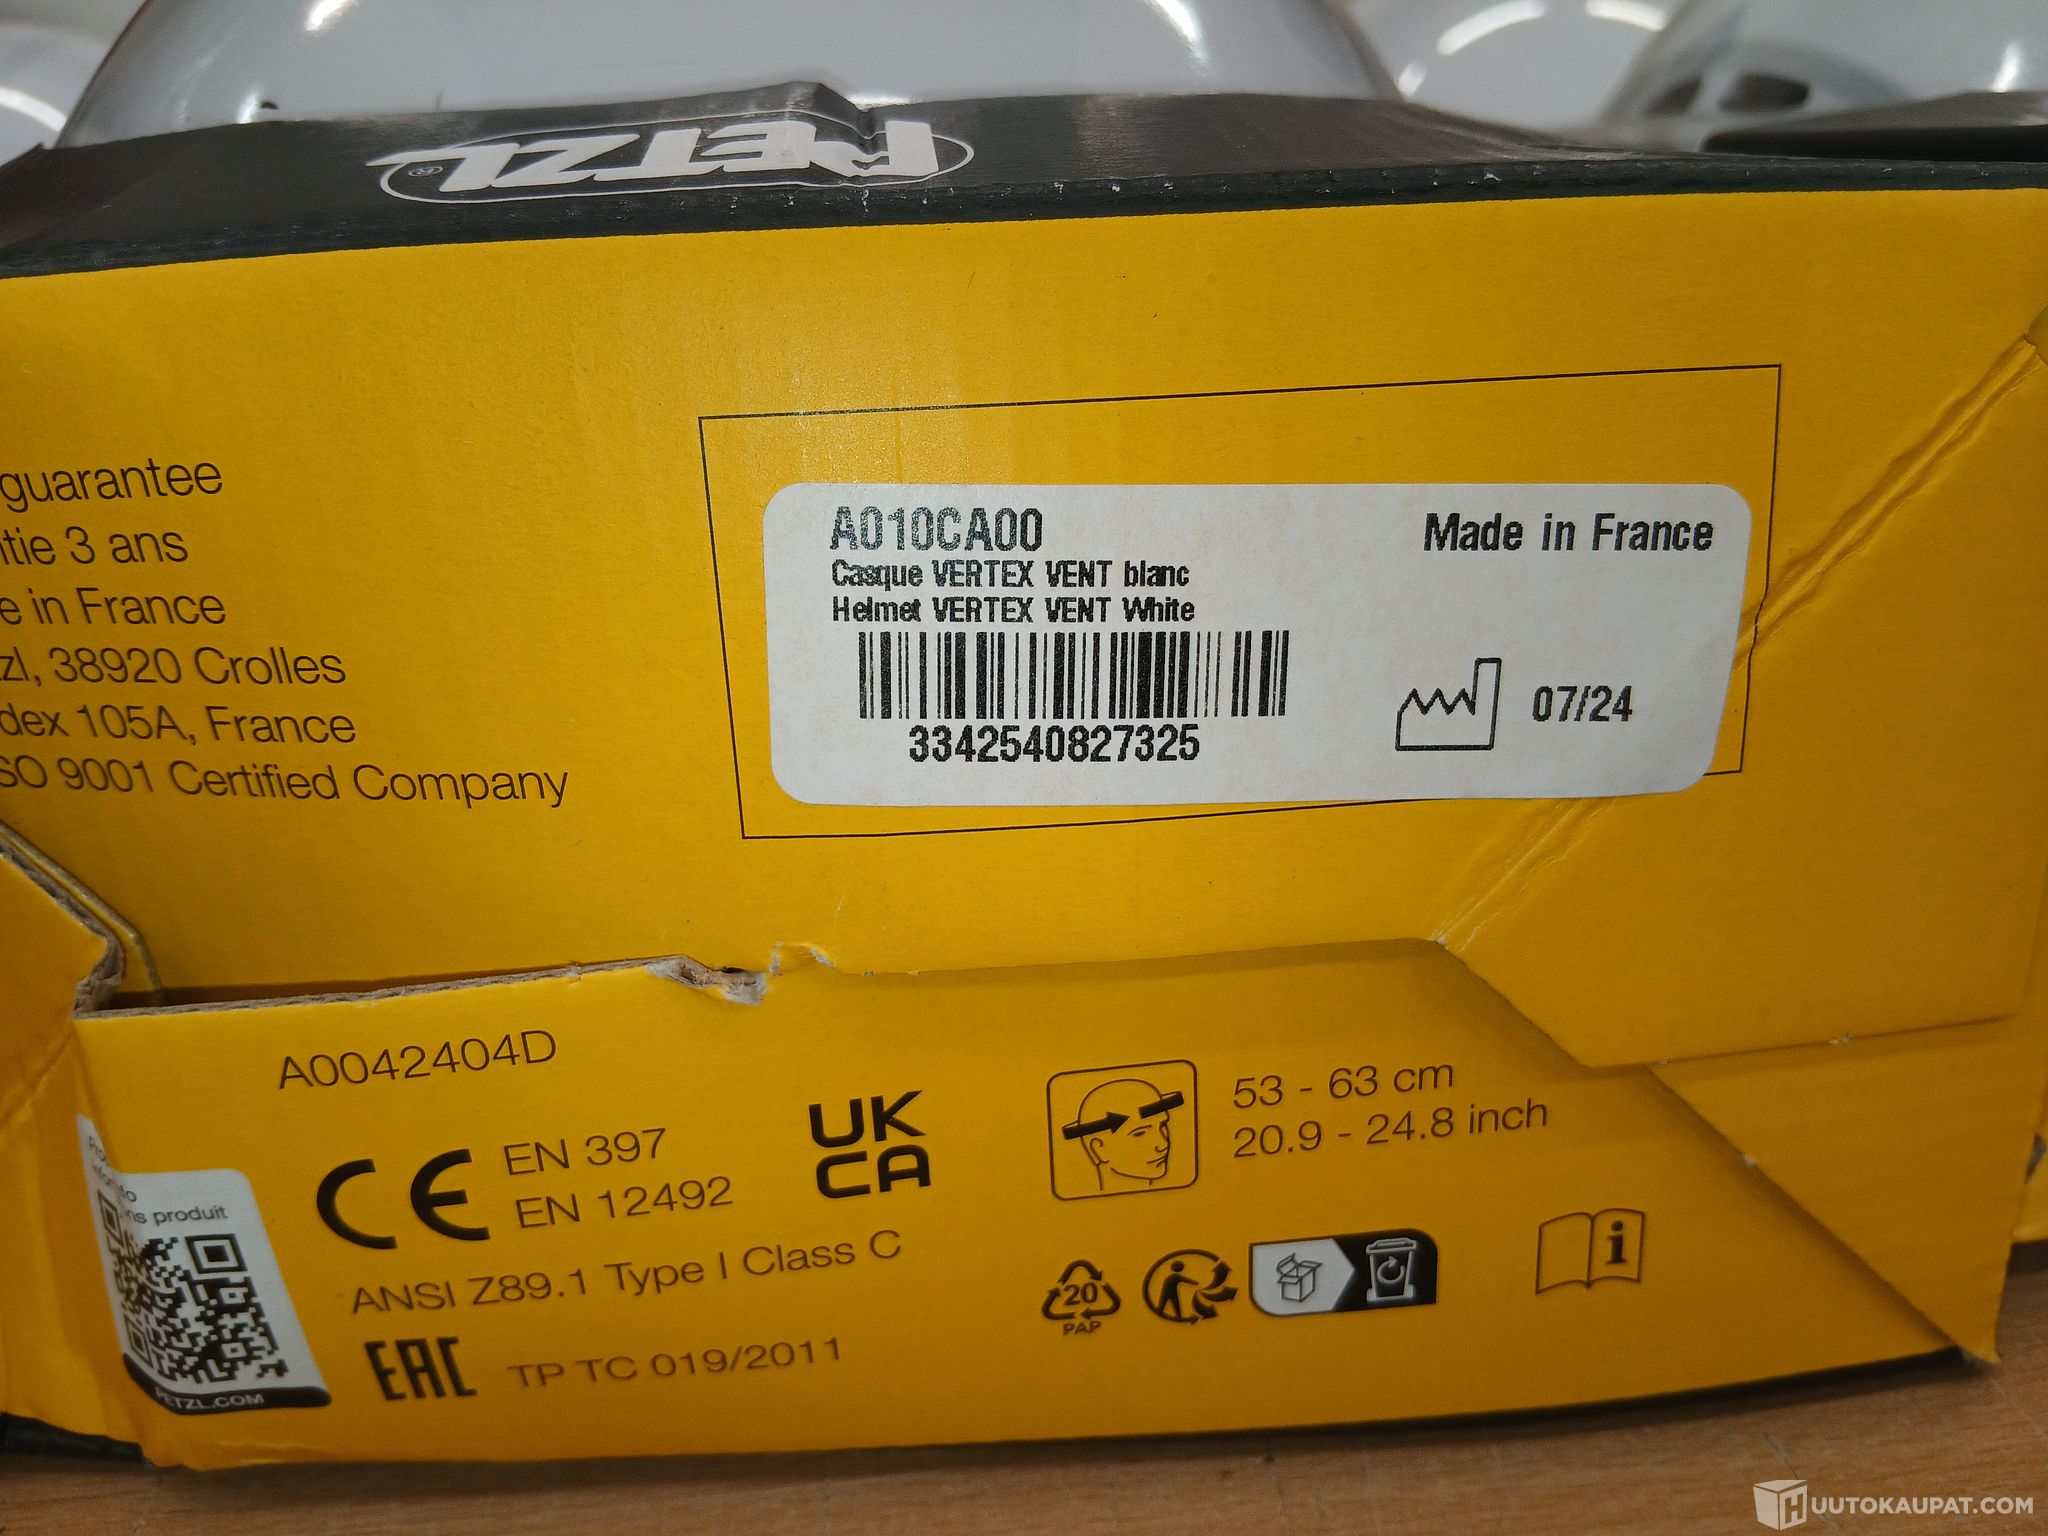 PETZL®
guarantee
tie 3 ans
e in France
zl, 38920 Crolles
dex 105A, France
SO 9001 Certified Company
A010CA00
Made in France
Casque VERTEX VENT blanc
Helmet VERTEX VENT White
3342540827325
07/24
A0042404D
ns produit
PETZL.COM
CE EN 397
EN 12492
UK
CA
ANSI Z89.1 Type I Class C
EAC TP TC 019/2011
53 - 63 cm
20.9 - 24.8 inch
20
PAP
i
HUUTOKAUPAT.COM